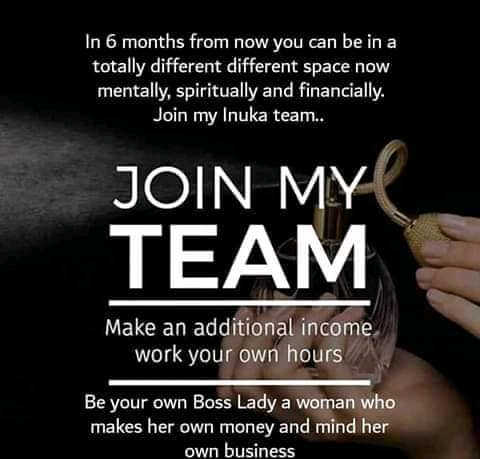 In 6 months from now you can be in a
totally different different space now
mentally, spiritually and financially.
Join my Inuka team..
JOIN MY
TEAM
Make an additional income
work your own hours
Be your own Boss Lady a woman who
makes her own money and mind her
own business